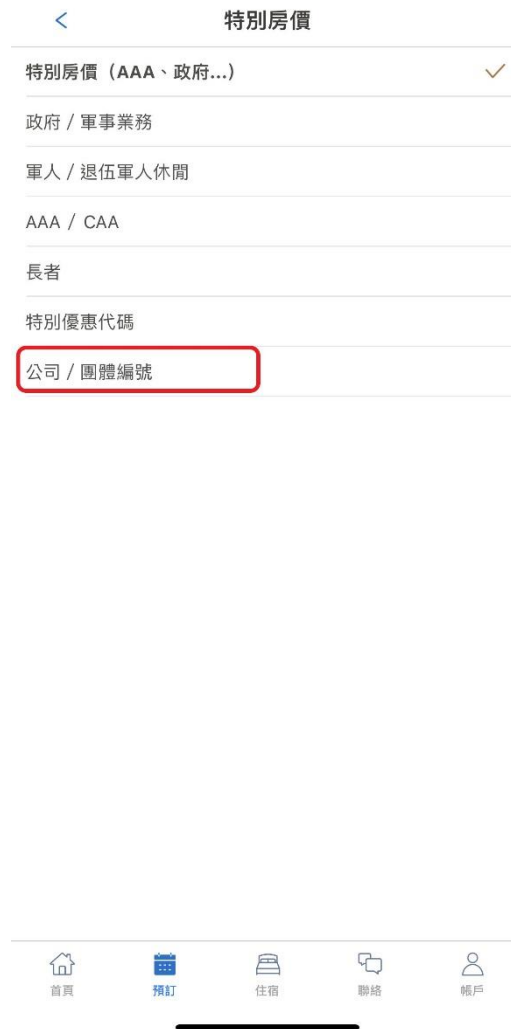 特別房價
特別房價（AAA、政府...）
政府 / 軍事業務
軍人 / 退伍軍人休閒
AAA / CAA
長者
特別優惠代碼
公司 / 團體編號
首頁
預訂
住宿
聯絡
帳戶